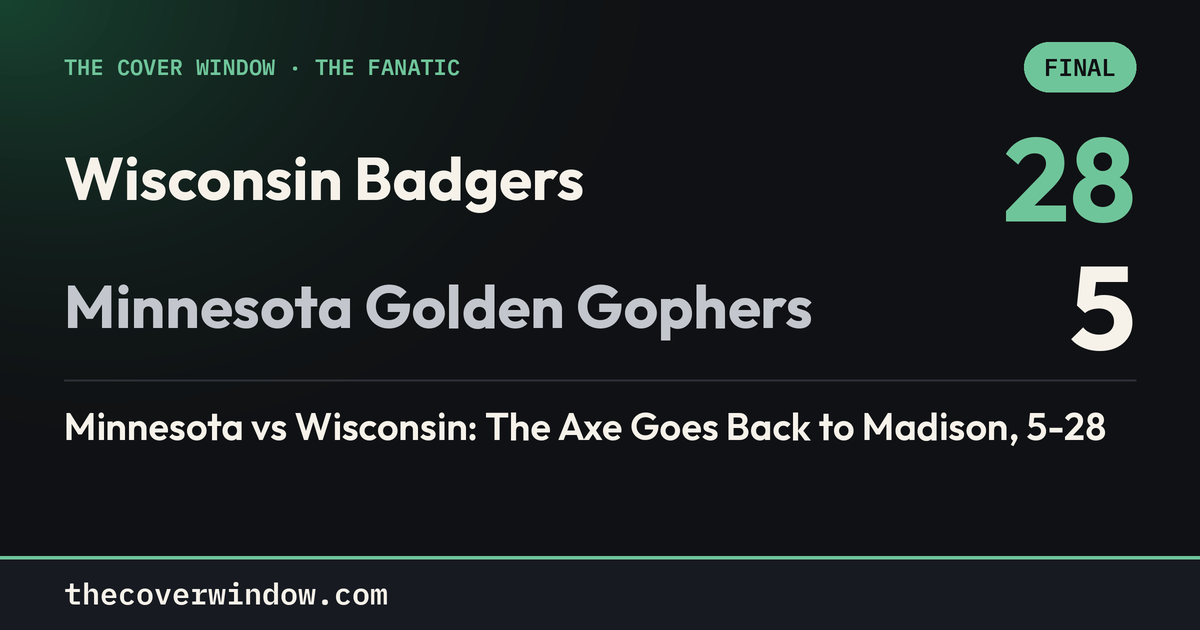 THE COVER WINDOW · THE FANATIC
FINAL
Wisconsin Badgers
28
Minnesota Golden Gophers
5
Minnesota vs Wisconsin: The Axe Goes Back to Madison, 5-28
thecoverwindow.com